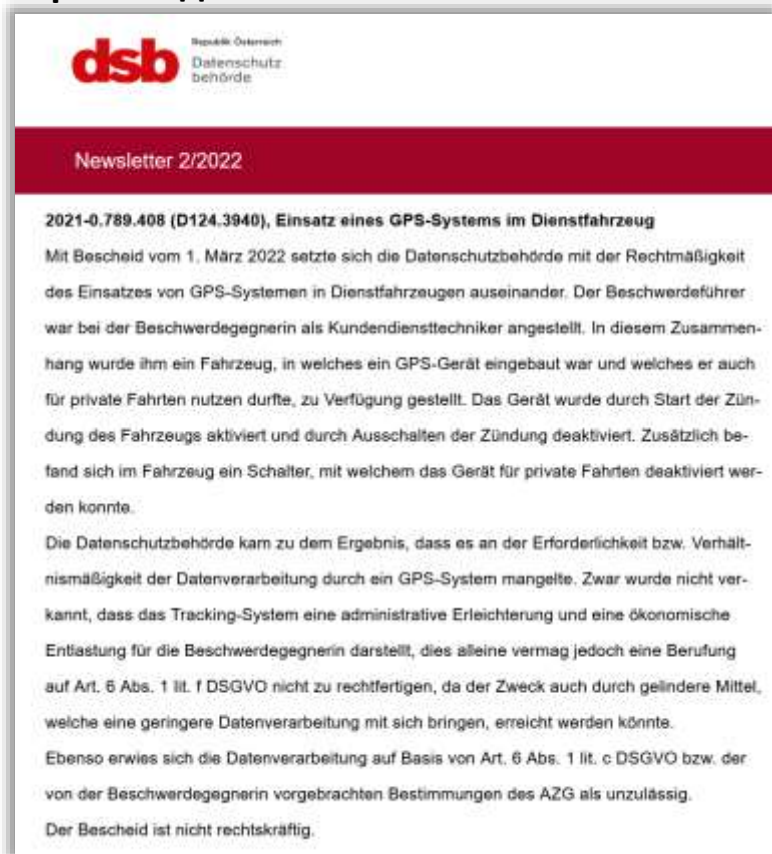 dsb
Republik Österreich
Datenschutz
behörde
Newsletter 2/2022
2021-0.789.408 (D124.3940), Einsatz eines GPS-Systems im Dienstfahrzeug
Mit Bescheid vom 1. März 2022 setzte sich die Datenschutzbehörde mit der Rechtmäßigkeit
des Einsatzes von GPS-Systemen in Dienstfahrzeugen auseinander. Der Beschwerdeführer
war bei der Beschwerdegegnerin als Kundendiensttechniker angestellt. In diesem Zusammen-
hang wurde ihm ein Fahrzeug, in welches ein GPS-Gerät eingebaut war und welches er auch
für private Fahrten nutzen durfte, zu Verfügung gestellt. Das Gerät wurde durch Start der Zün-
dung des Fahrzeugs aktiviert und durch Ausschalten der Zündung deaktiviert. Zusätzlich be-
fand sich im Fahrzeug ein Schalter, mit welchem das Gerät für private Fahrten deaktiviert wer-
den konnte.
Die Datenschutzbehörde kam zu dem Ergebnis, dass es an der Erforderlichkeit bzw. Verhält-
nismäßigkeit der Datenverarbeitung durch ein GPS-System mangelte. Zwar wurde nicht ver-
kannt, dass das Tracking-System eine administrative Erleichterung und eine ökonomische
Entlastung für die Beschwerdegegnerin darstellt, dies alleine vermag jedoch eine Berufung
auf Art. 6 Abs. 1 lit. f DSGVO nicht zu rechtfertigen, da der Zweck auch durch gelindere Mittel,
welche eine geringere Datenverarbeitung mit sich bringen, erreicht werden könnte.
Ebenso erwies sich die Datenverarbeitung auf Basis von Art. 6 Abs. 1 lit. c DSGVO bzw. der
von der Beschwerdegegnerin vorgebrachten Bestimmungen des AZG als unzulässig.
Der Bescheid ist nicht rechtskräftig.